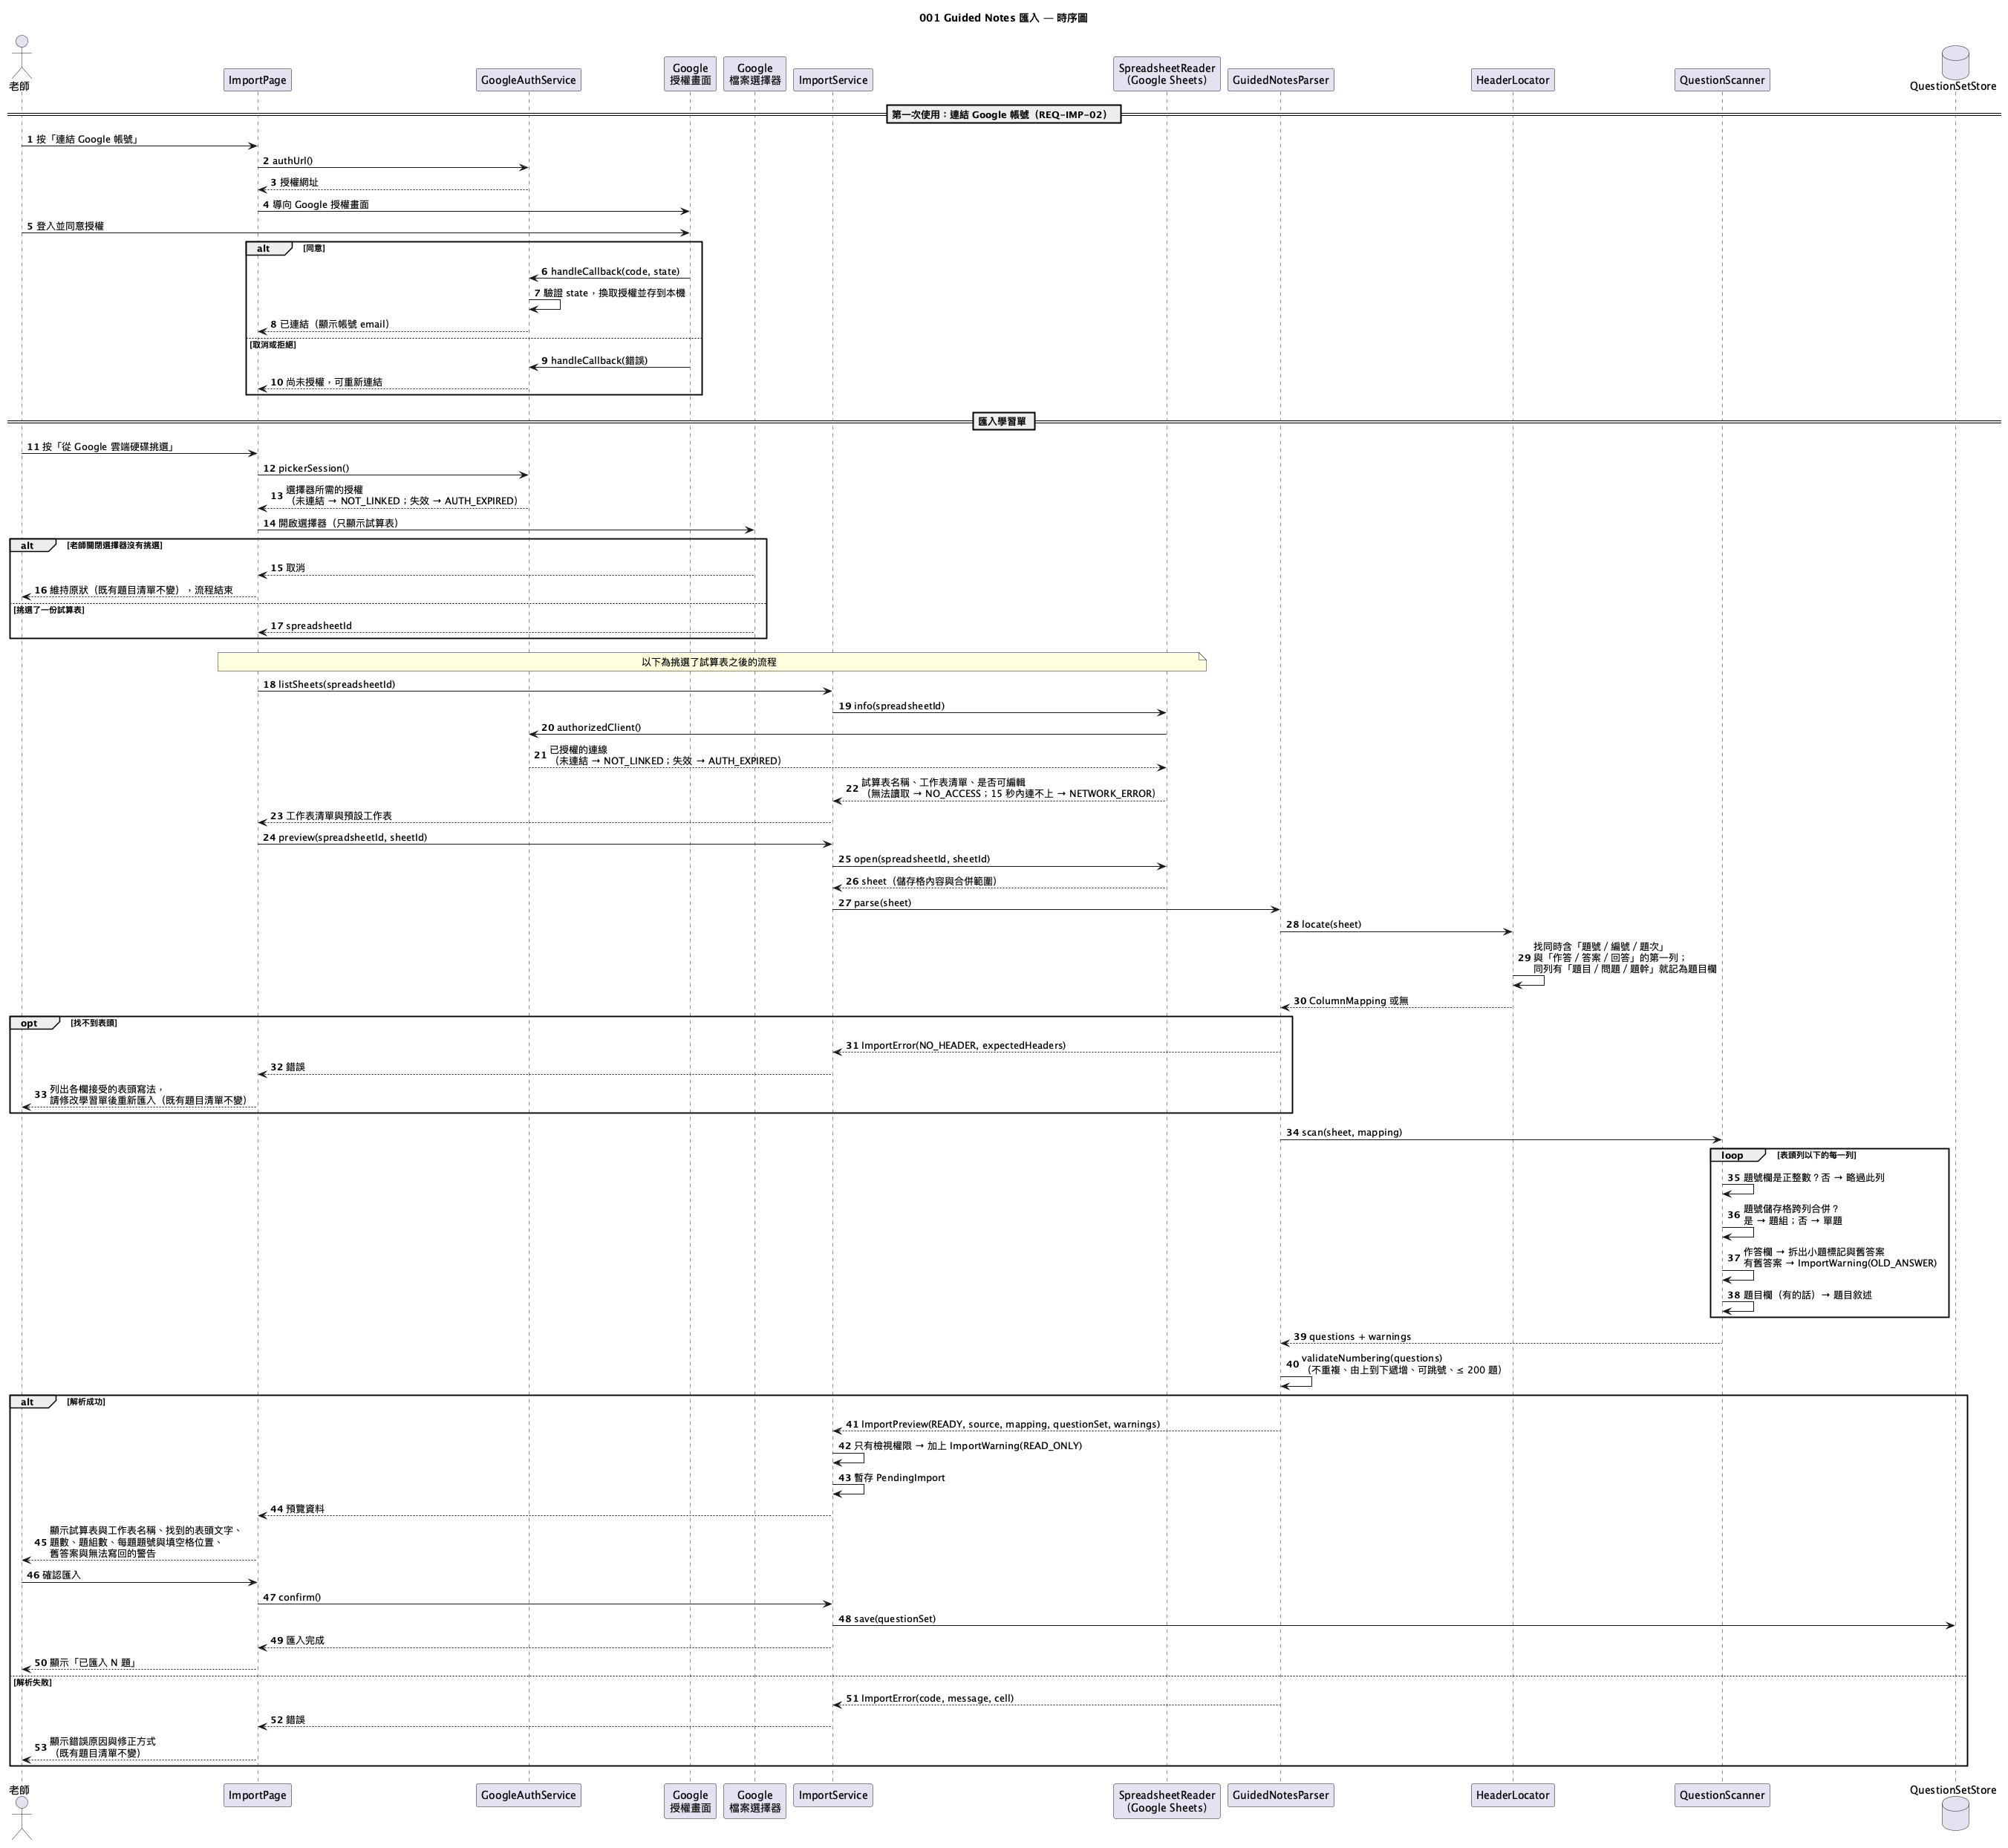 001 Guided Notes 匯入 — 時序圖
老師
ImportPage
GoogleAuthService
Google
授權畫面
Google
檔案選擇器
ImportService
SpreadsheetReader
(Google Sheets)
GuidedNotesParser
HeaderLocator
QuestionScanner
QuestionSetStore
第一次使用：連結 Google 帳號（REQ-IMP-02）
1 按「連結 Google 帳號」
2 authUrl()
3 授權網址
4 導向 Google 授權畫面
5 登入並同意授權
alt [同意]
6 handleCallback(code, state)
7 驗證 state，換取授權並存到本機
8 已連結（顯示帳號 email）
[取消或拒絕]
9 handleCallback(錯誤)
10 尚未授權，可重新連結
匯入學習單
11 按「從 Google 雲端硬碟挑選」
12 pickerSession()
13 選擇器所需的授權
（未連結 → NOT_LINKED；失效 → AUTH_EXPIRED）
14 開啟選擇器（只顯示試算表）
alt [老師關閉選擇器沒有挑選]
15 取消
16 維持原狀（既有題目清單不變），流程結束
[挑選了一份試算表]
17 spreadsheetId
以下為挑選了試算表之後的流程
18 listSheets(spreadsheetId)
19 info(spreadsheetId)
20 authorizedClient()
21 已授權的連線
（未連結 → NOT_LINKED；失效 → AUTH_EXPIRED）
22 試算表名稱、工作表清單、是否可編輯
（無法讀取 → NO_ACCESS；15 秒內連不上 → NETWORK_ERROR）
23 工作表清單與預設工作表
24 preview(spreadsheetId, sheetId)
25 open(spreadsheetId, sheetId)
26 sheet（儲存格內容與合併範圍）
27 parse(sheet)
28 locate(sheet)
29 找同時含「題號 / 編號 / 題次」
與「作答 / 答案 / 回答」的第一列；
同列有「題目 / 問題 / 題幹」就記為題目欄
30 ColumnMapping 或無
opt [找不到表頭]
31 ImportError(NO_HEADER, expectedHeaders)
32 錯誤
33 列出各欄接受的表頭寫法，
請修改學習單後重新匯入（既有題目清單不變）
34 scan(sheet, mapping)
loop [表頭列以下的每一列]
35 題號欄是正整數？否 → 略過此列
36 題號儲存格跨列合併？
是 → 題組；否 → 單題
37 作答欄 → 拆出小題標記與舊答案
有舊答案 → ImportWarning(OLD_ANSWER)
38 題目欄（有的話）→ 題目敘述
39 questions + warnings
40 validateNumbering(questions)
（不重複、由上到下遞增、可跳號、≤ 200 題）
alt [解析成功]
41 ImportPreview(READY, source, mapping, questionSet, warnings)
42 只有檢視權限 → 加上 ImportWarning(READ_ONLY)
43 暫存 PendingImport
44 預覽資料
45 顯示試算表與工作表名稱、找到的表頭文字、
題數、題組數、每題題號與填空格位置、
舊答案與無法寫回的警告
46 確認匯入
47 confirm()
48 save(questionSet)
49 匯入完成
50 顯示「已匯入 N 題」
[解析失敗]
51 ImportError(code, message, cell)
52 錯誤
53 顯示錯誤原因與修正方式
（既有題目清單不變）
老師
ImportPage
GoogleAuthService
Google
授權畫面
Google
檔案選擇器
ImportService
SpreadsheetReader
(Google Sheets)
GuidedNotesParser
HeaderLocator
QuestionScanner
QuestionSetStore